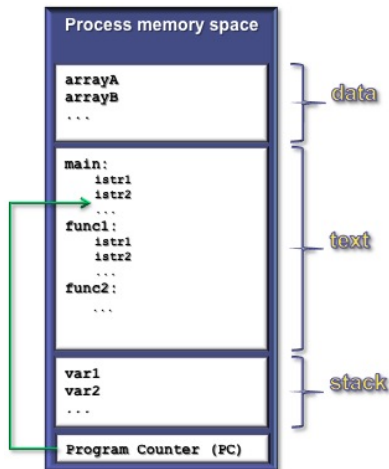 Process memory space
arrayA
arrayB
...
data
main:
istr1
istr2
...
func1:
istr1
istr2
...
func2:
...
text
var1
var2
...
stack
Program Counter (PC)